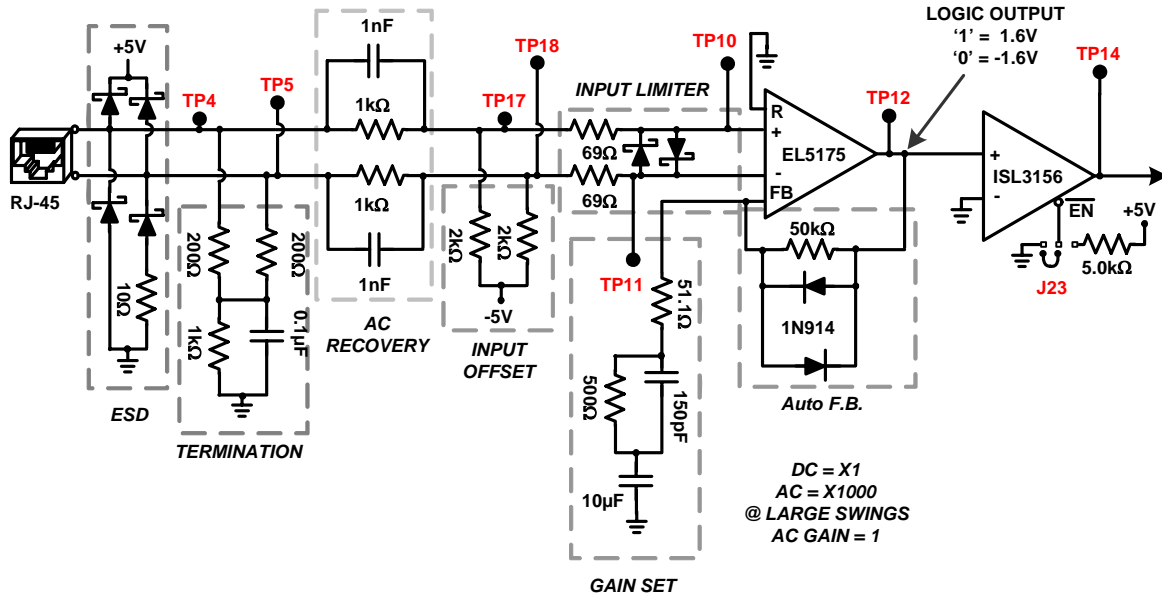 LOGIC OUTPUT
‘1’ = 1.6V
‘0’ = -1.6V
+5V
1nF
TP18
TP10
TP14
TP4
TP5
1kΩ
TP17
INPUT LIMITER
TP12
R
+
EL5175
-
FB
69Ω
69Ω
RJ-45
1kΩ
+
ISL3156
-
EN
+5V
5.0kΩ
J23
10Ω
200Ω
200Ω
1kΩ
0.1µF
1nF
2kΩ
2kΩ
-5V
TP11
51.1Ω
50kΩ
1N914
AC
RECOVERY
INPUT
OFFSET
500Ω
150pF
Auto F.B.
ESD
TERMINATION
10µF
DC = X1
AC = X1000
@ LARGE SWINGS
AC GAIN = 1
GAIN SET